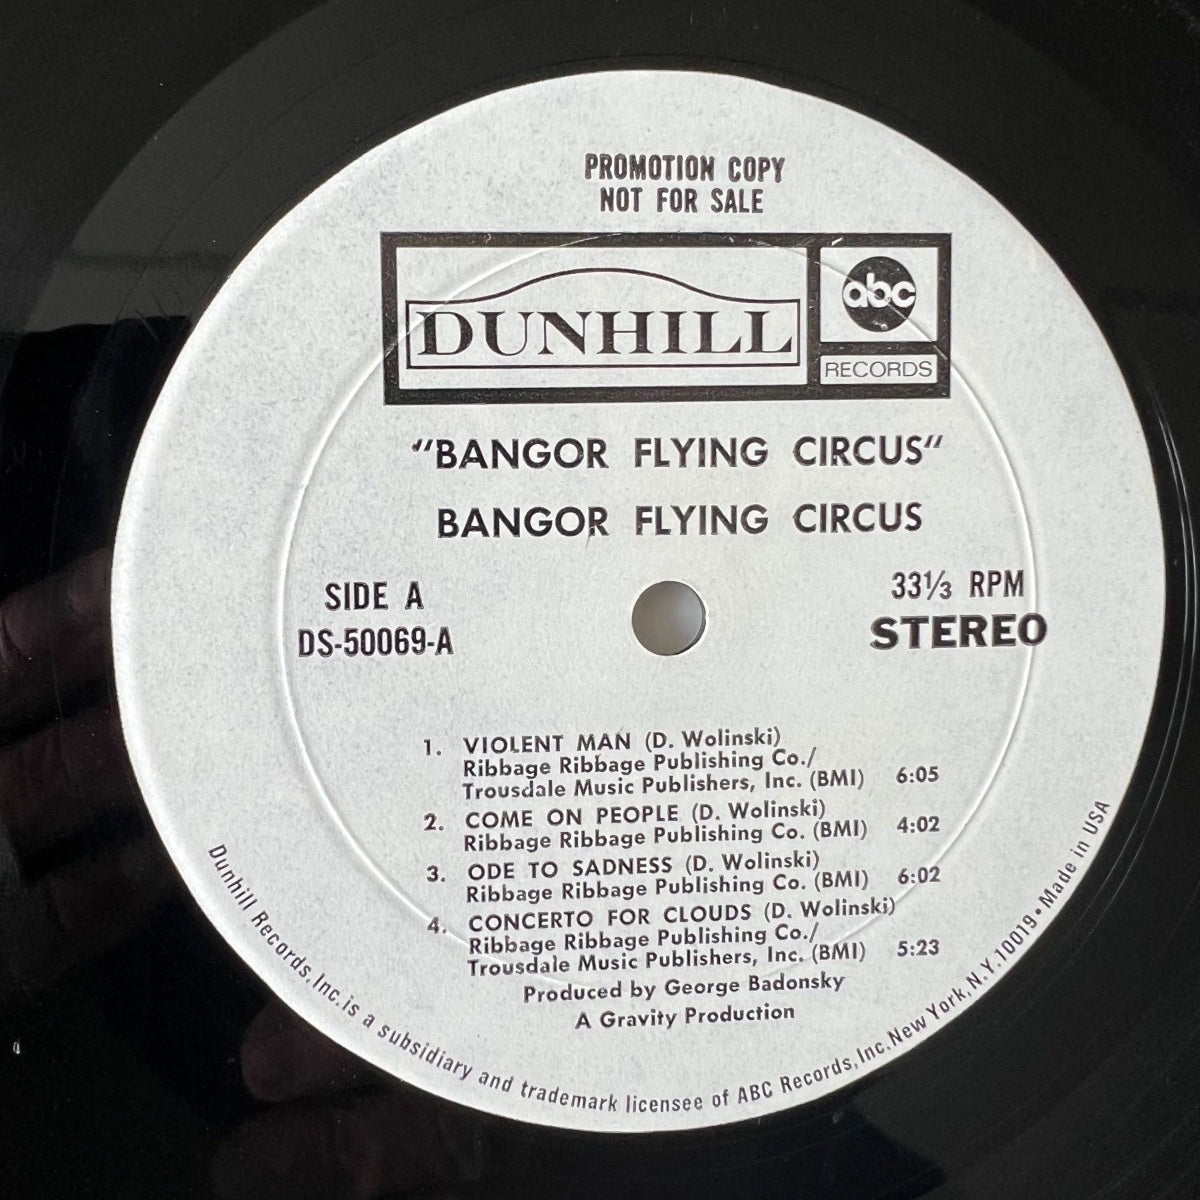 PROMOTION COPY
NOT FOR SALE
DUNHILL
abc
RECORDS
"BANGOR FLYING CIRCUS"
BANGOR FLYING CIRCUS
SIDE A
DS-50069-A
33⅓ RPM
STEREO
1. VIOLENT MAN (D. Wolinski)
Ribbage Ribbage Publishing Co./
Trousdale Music Publishers, Inc. (BMI) 6:05
2. COME ON PEOPLE (D. Wolinski)
Ribbage Ribbage Publishing Co. (BMI) 4:02
3. ODE TO SADNESS (D. Wolinski)
Ribbage Ribbage Publishing Co. (BMI) 6:02
4. CONCERTO FOR CLOUDS (D. Wolinski)
Ribbage Ribbage Publishing Co./
Trousdale Music Publishers, Inc. (BMI) 5:23
Produced by George Badonsky
A Gravity Production
Dunhill Records, Inc. is a subsidiary and trademark licensee of ABC Records, Inc. New York, N.Y. 10019 • Made in USA